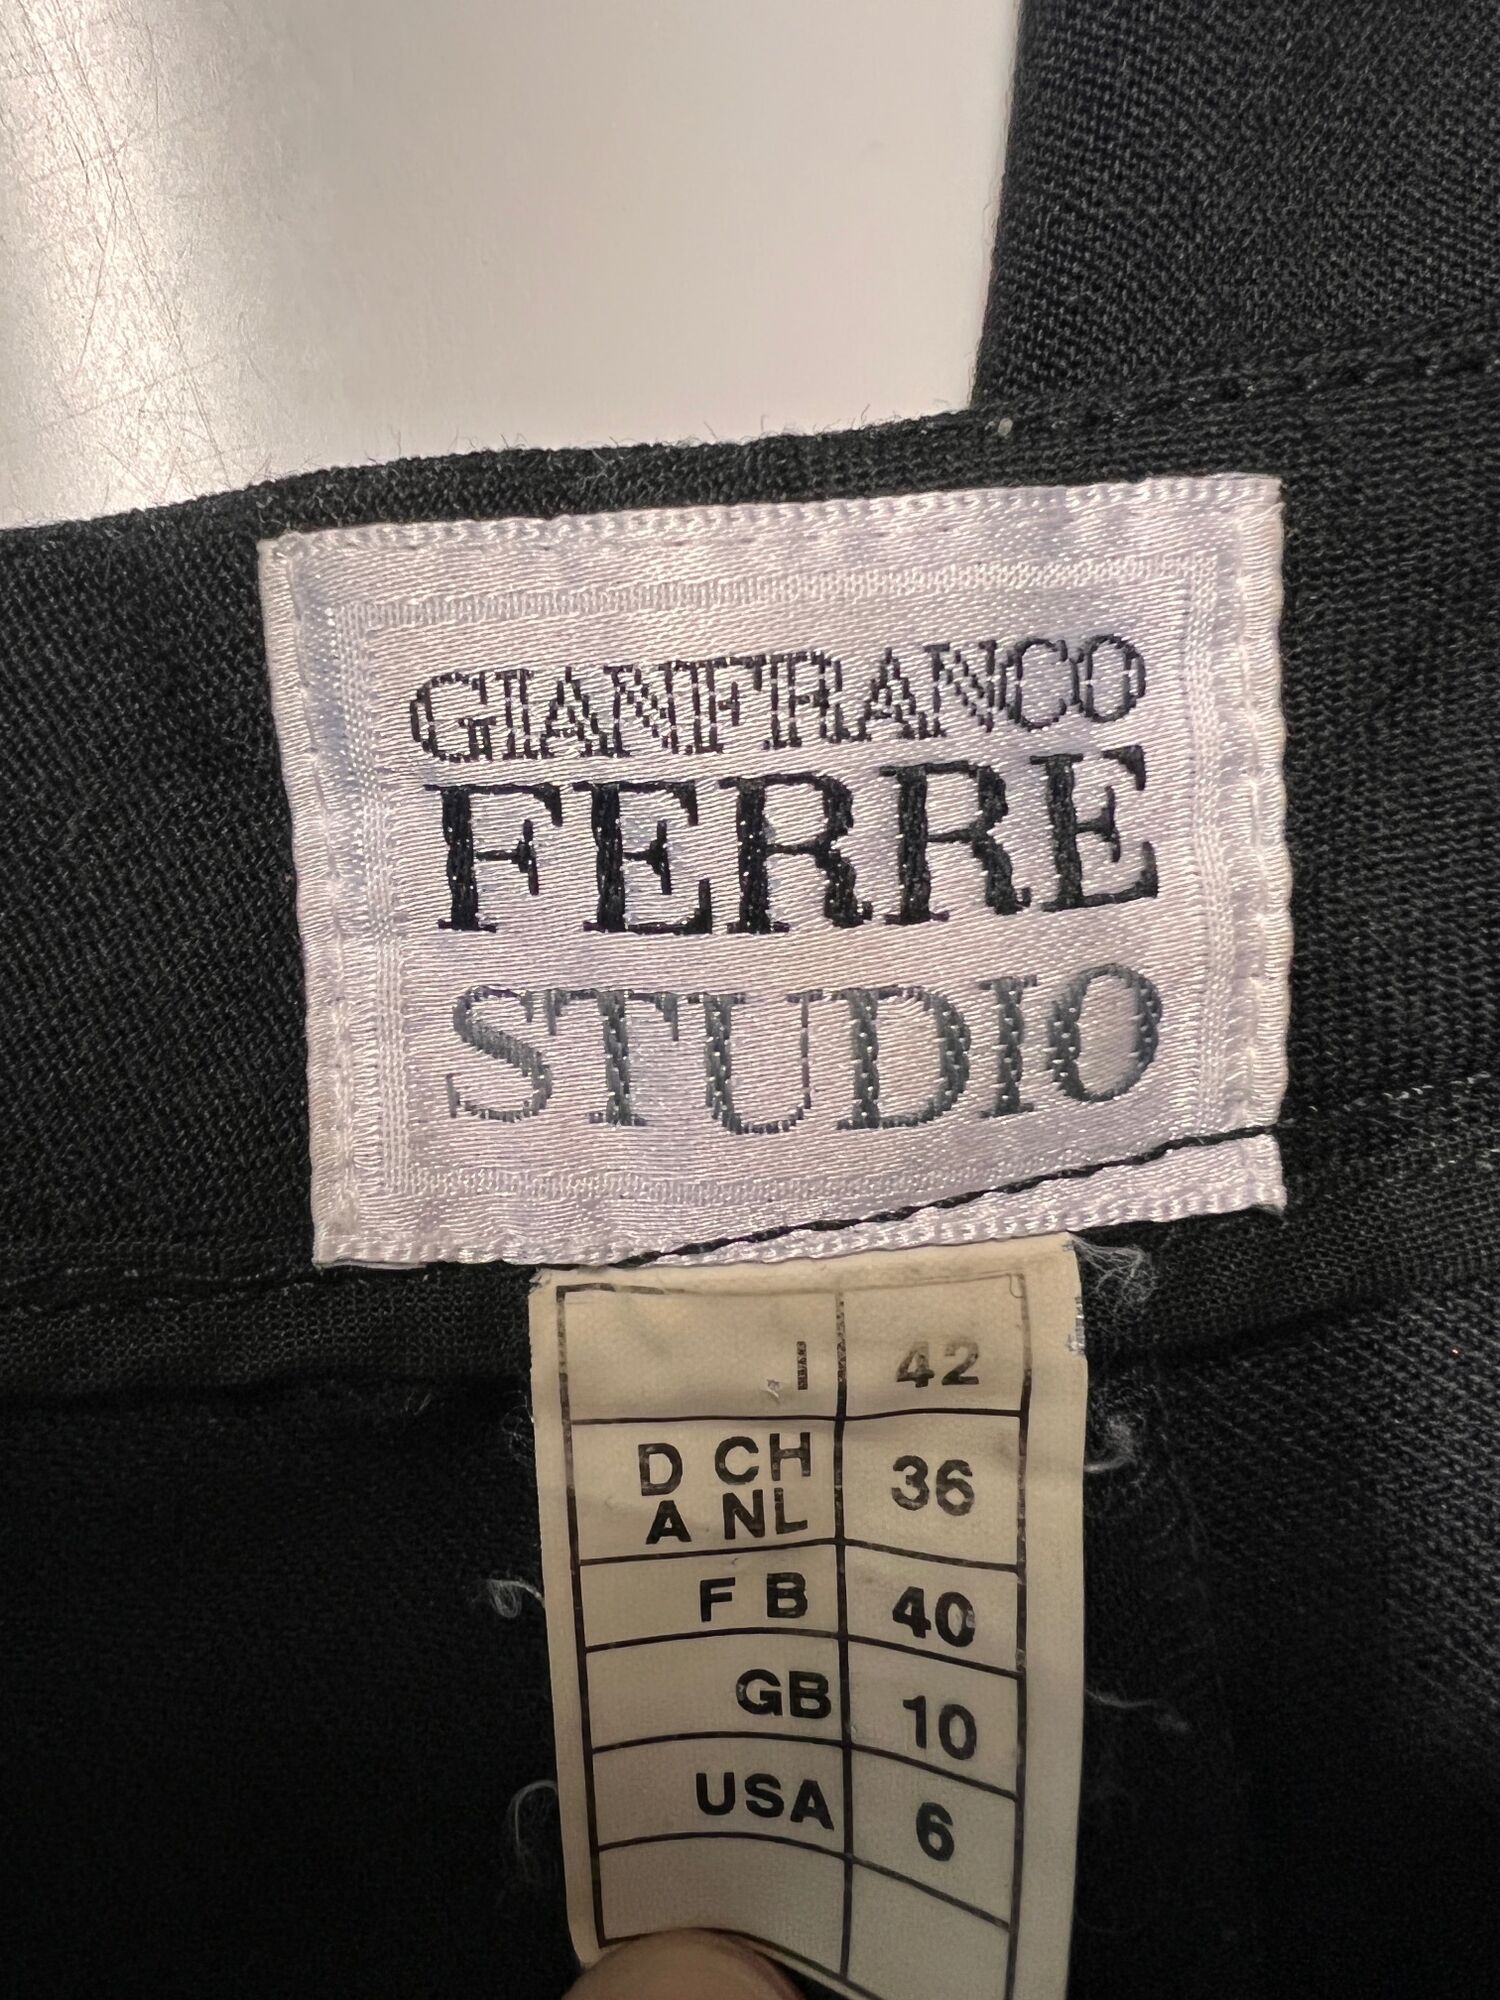 GIANFRANCO
FERRE
STUDIO
I 42
D CH
A NL 36
F B 40
GB 10
USA 6